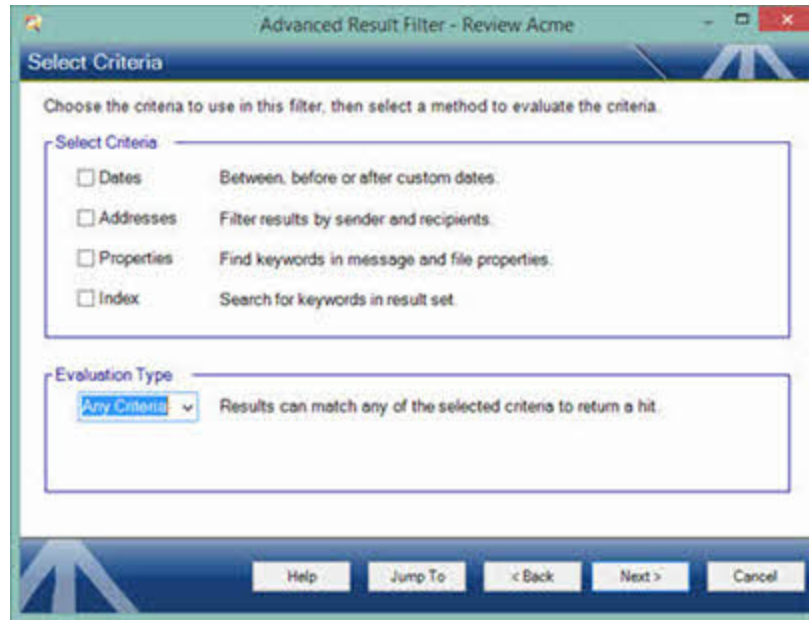 Advanced Result Filter - Review Acme
Select Criteria
Choose the criteria to use in this filter, then select a method to evaluate the criteria.
Select Criteria
Dates Between, before or after custom dates.
Addresses Filter results by sender and recipients.
Properties Find keywords in message and file properties.
Index Search for keywords in result set.
Evaluation Type
Any Criteria Results can match any of the selected criteria to return a hit.
Help Jump To < Back Next > Cancel